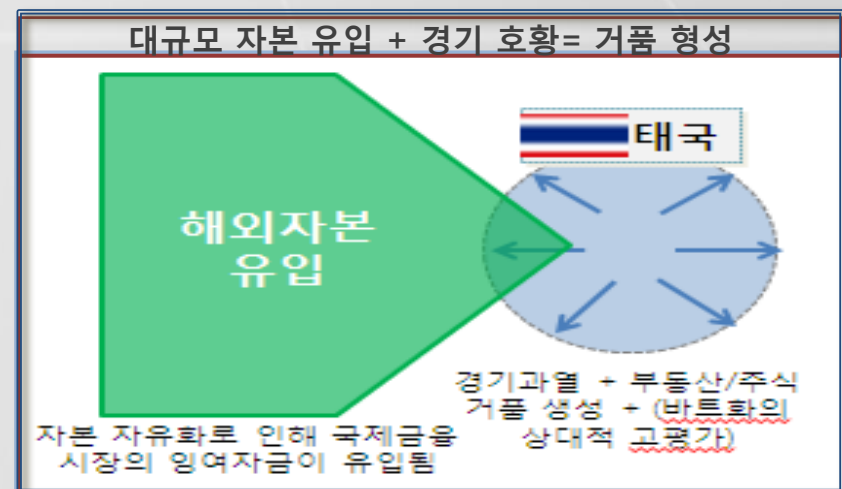 대규모 자본 유입 + 경기 호황= 거품 형성
태국
해외자본
유입
경기과열 + 부동산/주식
거품 생성 + (바트화의
상대적 고평가)
자본 자유화로 인해 국제금융
시장의 잉여자금이 유입됨